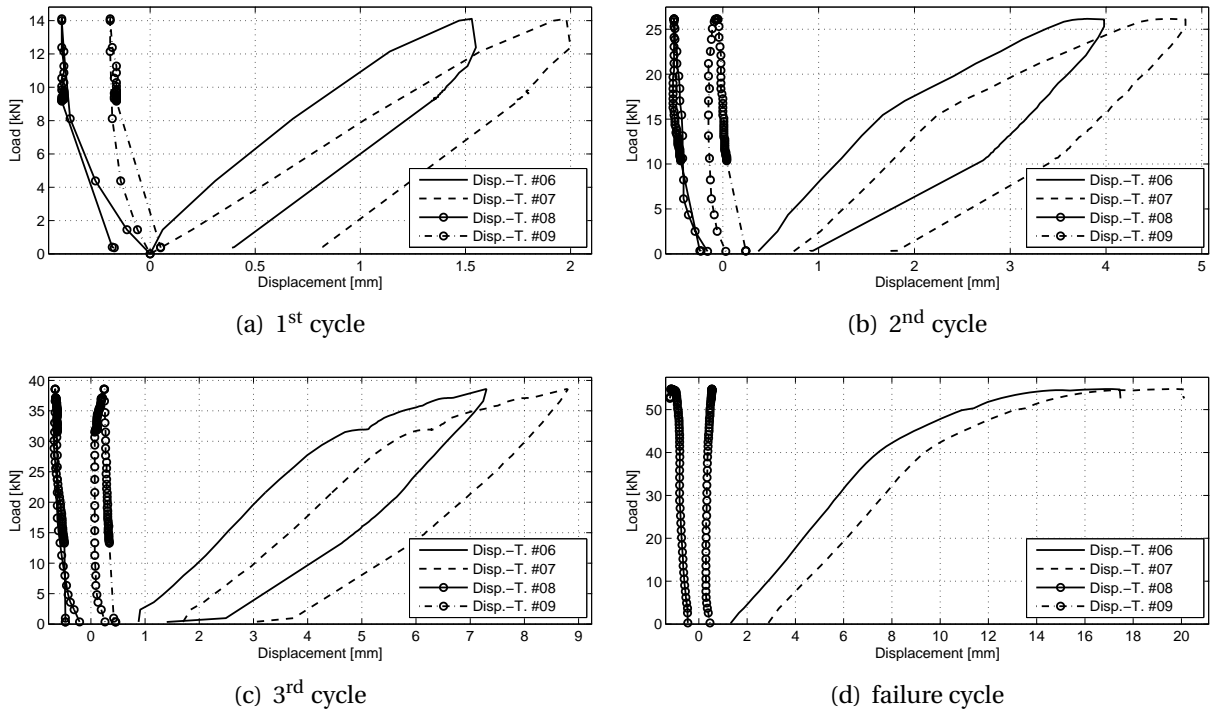 14
12
10
8
6
4
2
0
Load [kN]
0
0.5
1
1.5
2
Displacement [mm]
Disp.−T. #06
Disp.−T. #07
Disp.−T. #08
Disp.−T. #09
(a) 1st cycle
25
20
15
10
5
0
Load [kN]
0
1
2
3
4
5
Displacement [mm]
Disp.−T. #06
Disp.−T. #07
Disp.−T. #08
Disp.−T. #09
(b) 2nd cycle
40
35
30
25
20
15
10
5
0
Load [kN]
0
1
2
3
4
5
6
7
8
9
Displacement [mm]
Disp.−T. #06
Disp.−T. #07
Disp.−T. #08
Disp.−T. #09
(c) 3rd cycle
50
40
30
20
10
0
Load [kN]
0
2
4
6
8
10
12
14
16
18
20
Displacement [mm]
Disp.−T. #06
Disp.−T. #07
Disp.−T. #08
Disp.−T. #09
(d) failure cycle